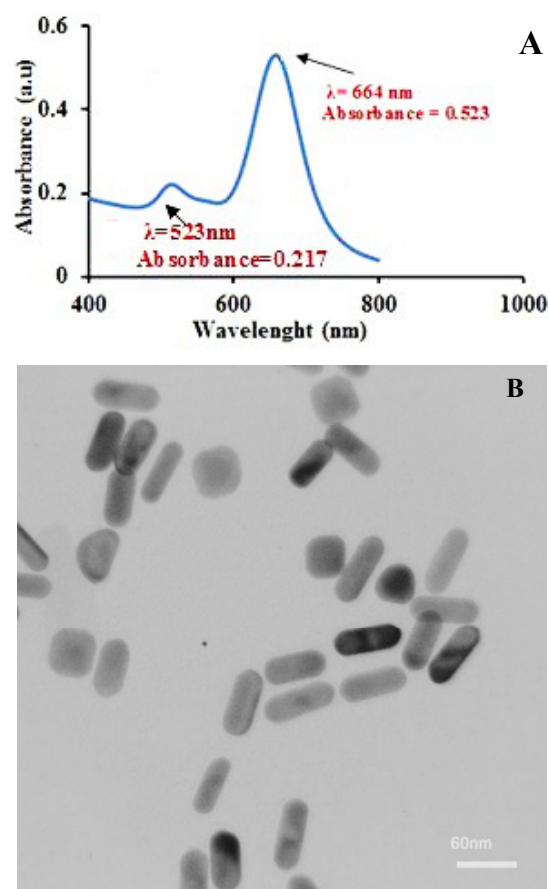 A
0.6
0.4
0.2
0
Absorbance (a.u)
λ= 664 nm
Absorbance = 0.523
λ=523nm
Absorbance=0.217
400 600 800 1000
Wavelenght (nm)
B
60nm